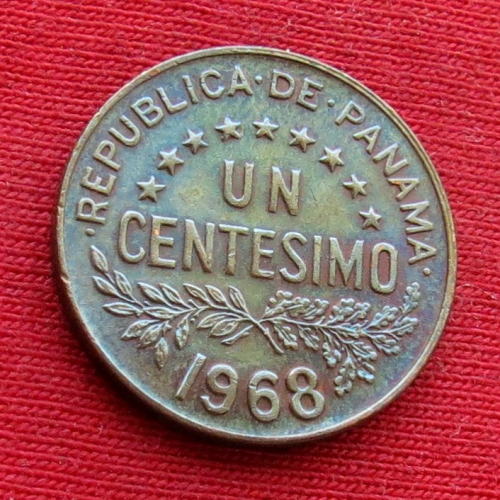 ·REPUBLICA·DE·PANAMA·
UN
CENTESIMO
1968